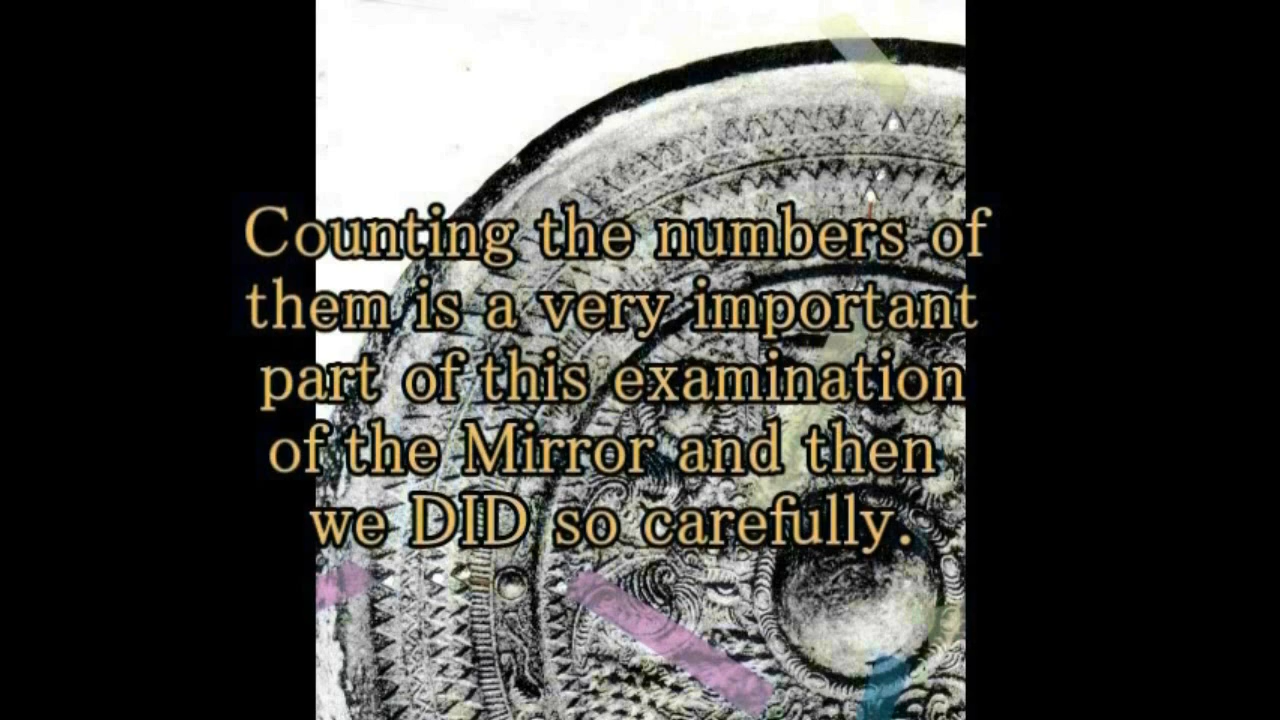 Counting the numbers of
them is a very important
part of this examination
of the Mirror and then
we DID so carefully.